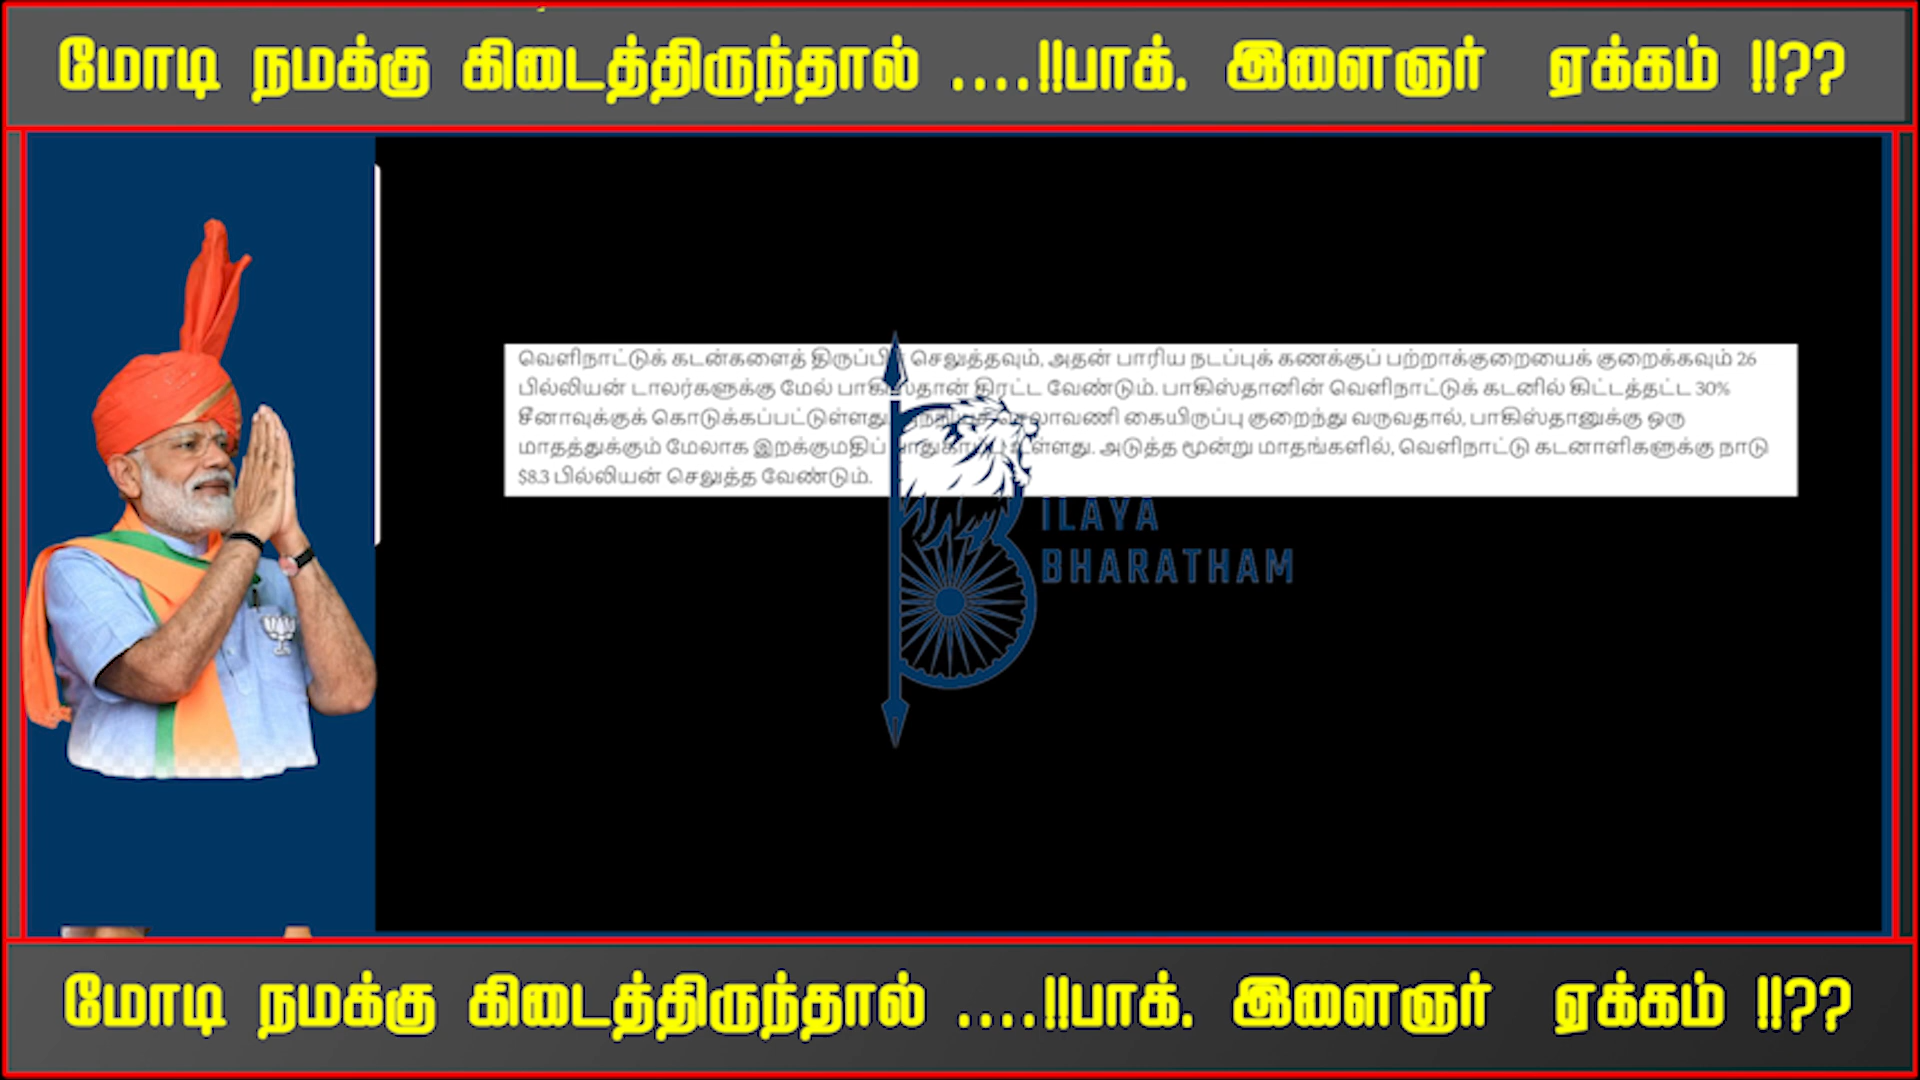 மோடி நமக்கு கிடைத்திருந்தால் ....!!பாக். இளைஞர் ஏக்கம் !!??
வெளிநாட்டுக் கடன்களைத் திருப்பிச் செலுத்தவும், அதன் பாரிய நடப்புக் கணக்குப் பற்றாக்குறையைக் குறைக்கவும் 26
பில்லியன் டாலர்களுக்கு மேல் பாகிஸ்தான் திரட்ட வேண்டும். பாகிஸ்தானின் வெளிநாட்டுக் கடனில் கிட்டத்தட்ட 30%
சீனாவுக்குக் கொடுக்கப்பட்டுள்ளது. செலாவணி கையிருப்பு குறைந்து வருவதால், பாகிஸ்தானுக்கு ஒரு
மாதத்துக்கும் மேலாக இறக்குமதிப் பாதுகாப்பு உள்ளது. அடுத்த மூன்று மாதங்களில், வெளிநாட்டு கடனாளிகளுக்கு நாடு
$8.3 பில்லியன் செலுத்த வேண்டும்.
ILAYA
BHARATHAM
மோடி நமக்கு கிடைத்திருந்தால் ....!!பாக். இளைஞர் ஏக்கம் !!??